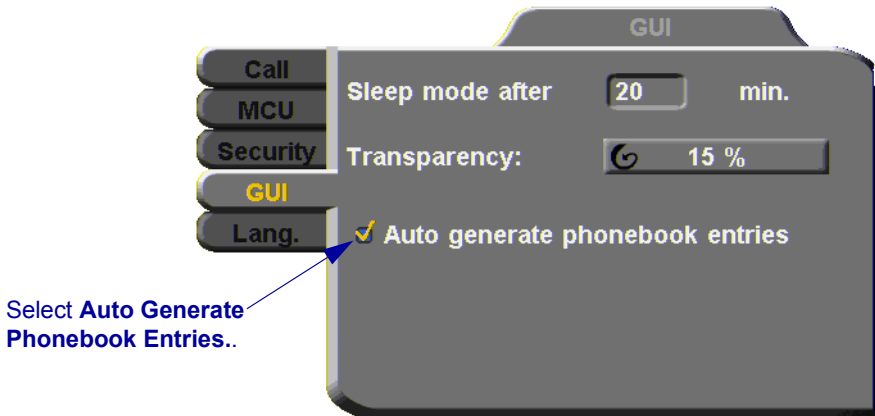 GUI
Call
MCU
Security
GUI
Lang.
Sleep mode after 20 min.
Transparency: 15 %
Auto generate phonebook entries
Select Auto Generate
Phonebook Entries..